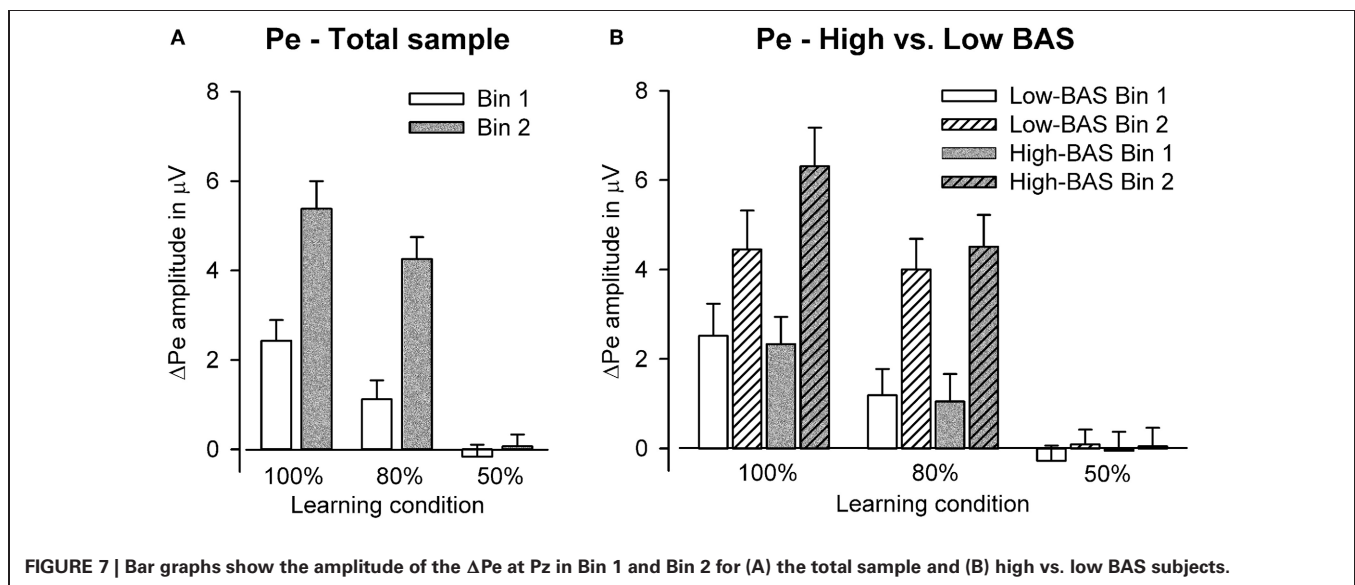 A Pe - Total sample
8
6
4
2
0
ΔPe amplitude in μV
Bin 1
Bin 2
100% 80% 50%
Learning condition
B Pe - High vs. Low BAS
8
6
4
2
0
ΔPe amplitude in μV
Low-BAS Bin 1
Low-BAS Bin 2
High-BAS Bin 1
High-BAS Bin 2
100% 80% 50%
Learning condition
FIGURE 7 | Bar graphs show the amplitude of the ΔPe at Pz in Bin 1 and Bin 2 for (A) the total sample and (B) high vs. low BAS subjects.